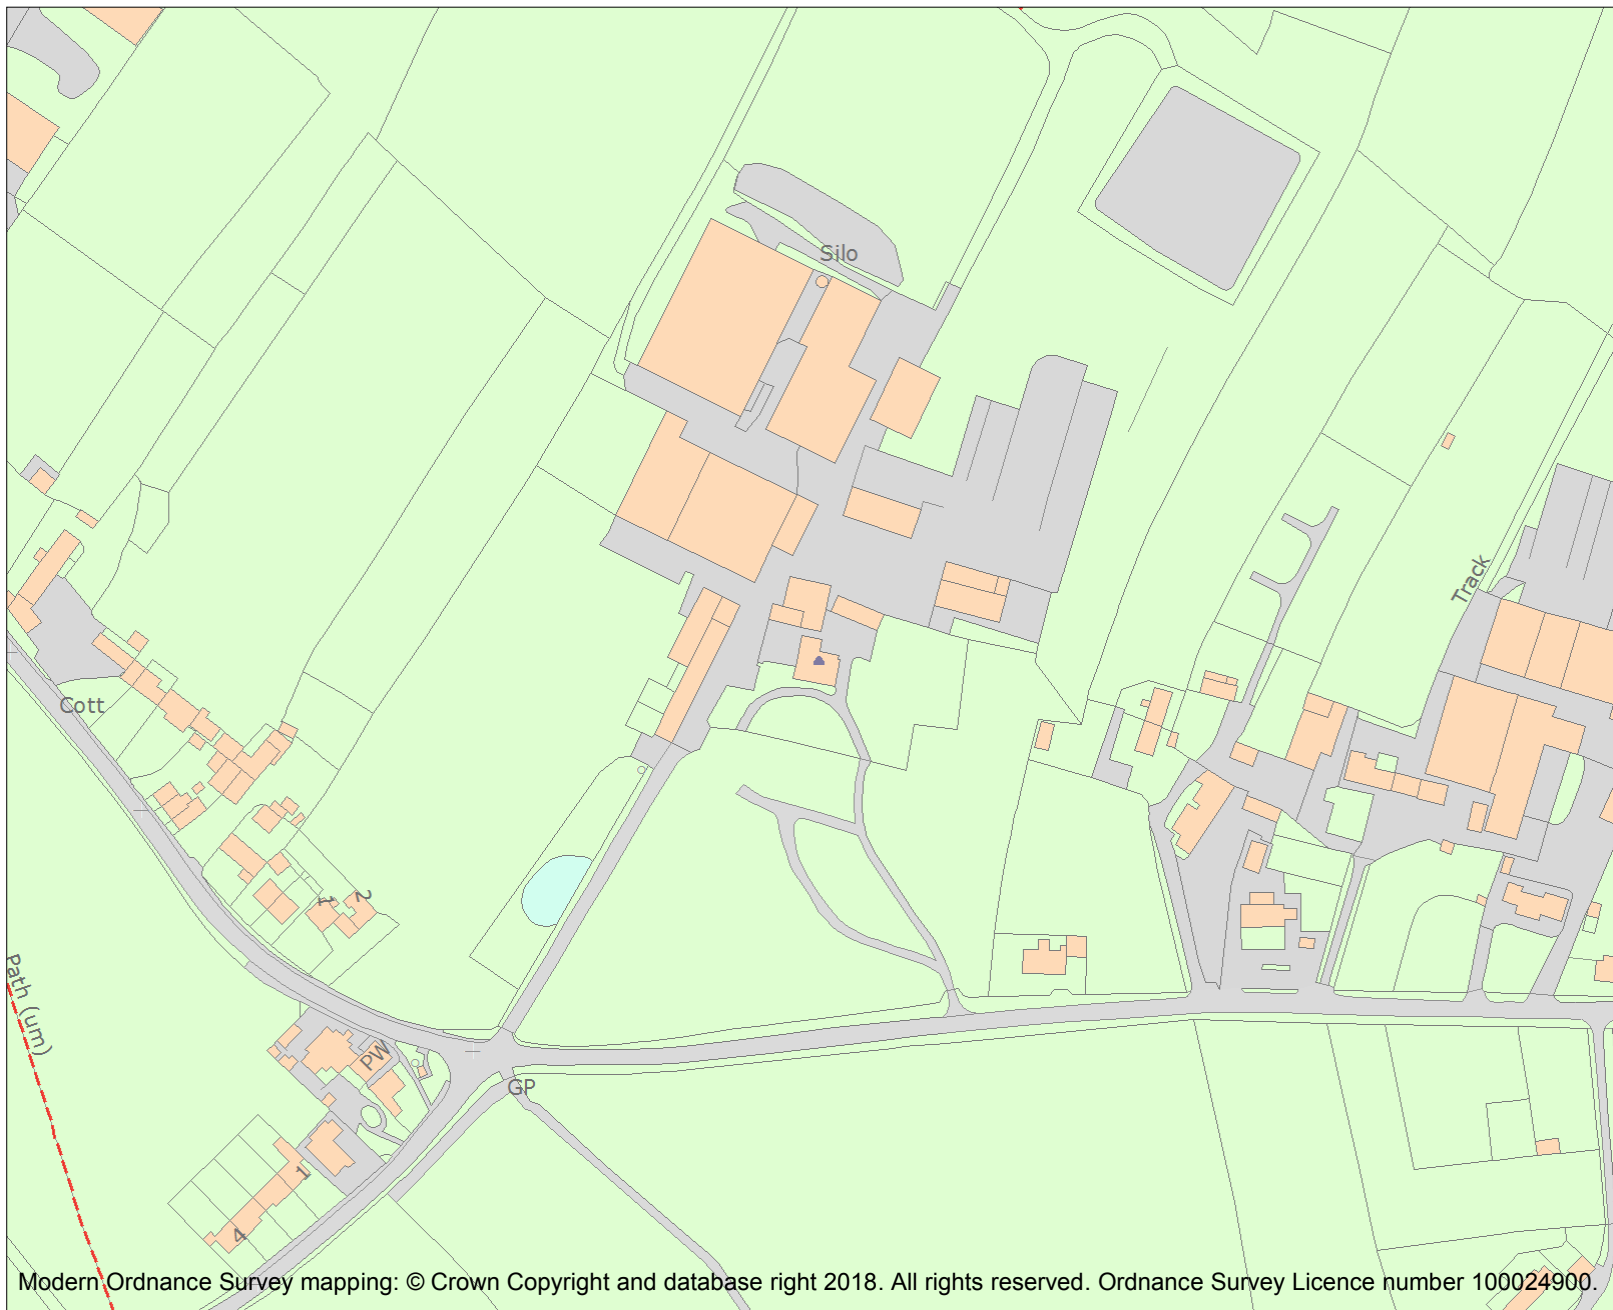 Silo
Track
Cott
2
1
Path (um)
PW
GP
1
4
Modern Ordnance Survey mapping: © Crown Copyright and database right 2018. All rights reserved. Ordnance Survey Licence number 100024900.